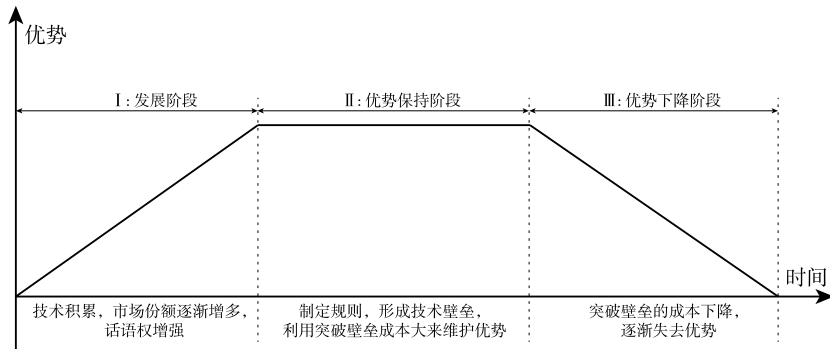 优势
Ⅰ：发展阶段
Ⅱ：优势保持阶段
Ⅲ：优势下降阶段
时间
技术积累，市场份额逐渐增多，
话语权增强
制定规则，形成技术壁垒，
利用突破壁垒成本大来维护优势
突破壁垒的成本下降，
逐渐失去优势